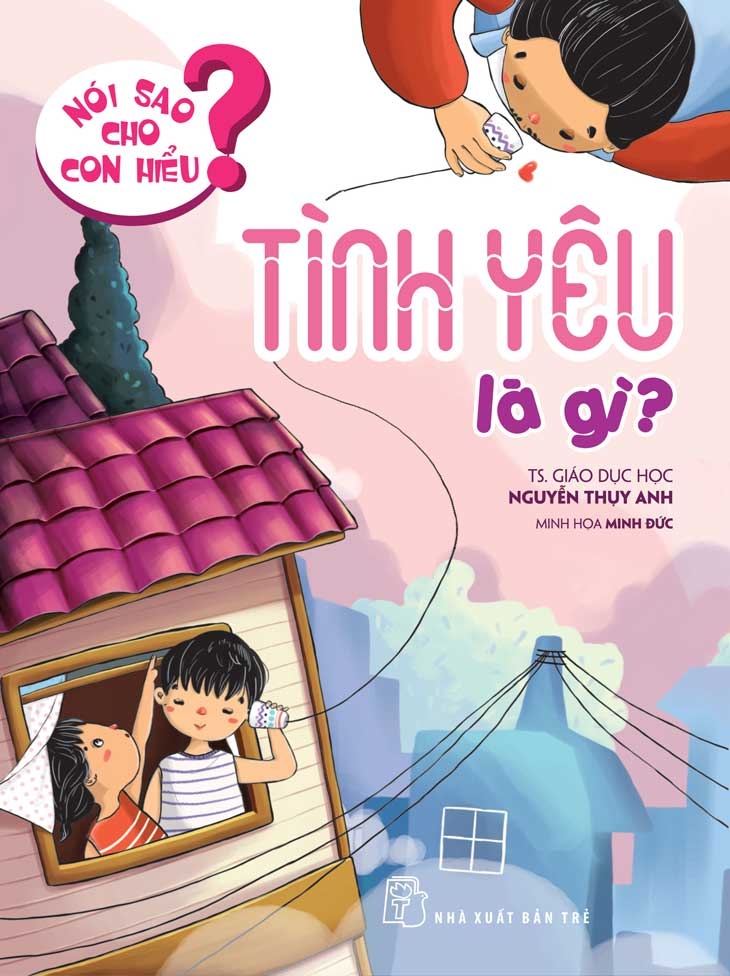 NÓI SAO
CHO
CON HIỂU?
TÌNH YÊU
là gì?
TS. GIÁO DỤC HỌC
NGUYỄN THỤY ANH
MINH HỌA MINH ĐỨC
T
NHÀ XUẤT BẢN TRẺ